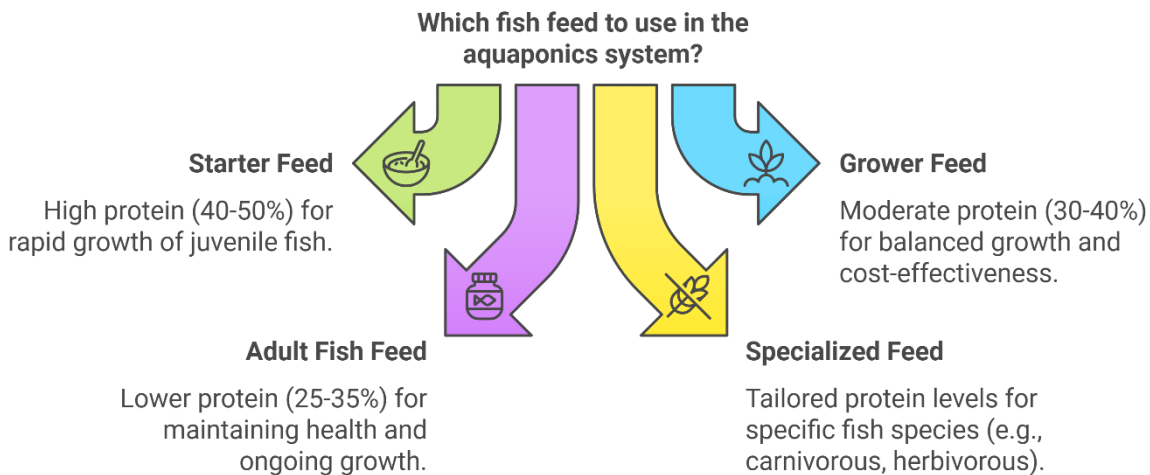 Which fish feed to use in the
aquaponics system?
Starter Feed
High protein (40-50%) for
rapid growth of juvenile fish.
Grower Feed
Moderate protein (30-40%)
for balanced growth and
cost-effectiveness.
Adult Fish Feed
Lower protein (25-35%) for
maintaining health and
ongoing growth.
Specialized Feed
Tailored protein levels for
specific fish species (e.g.,
carnivorous, herbivorous).